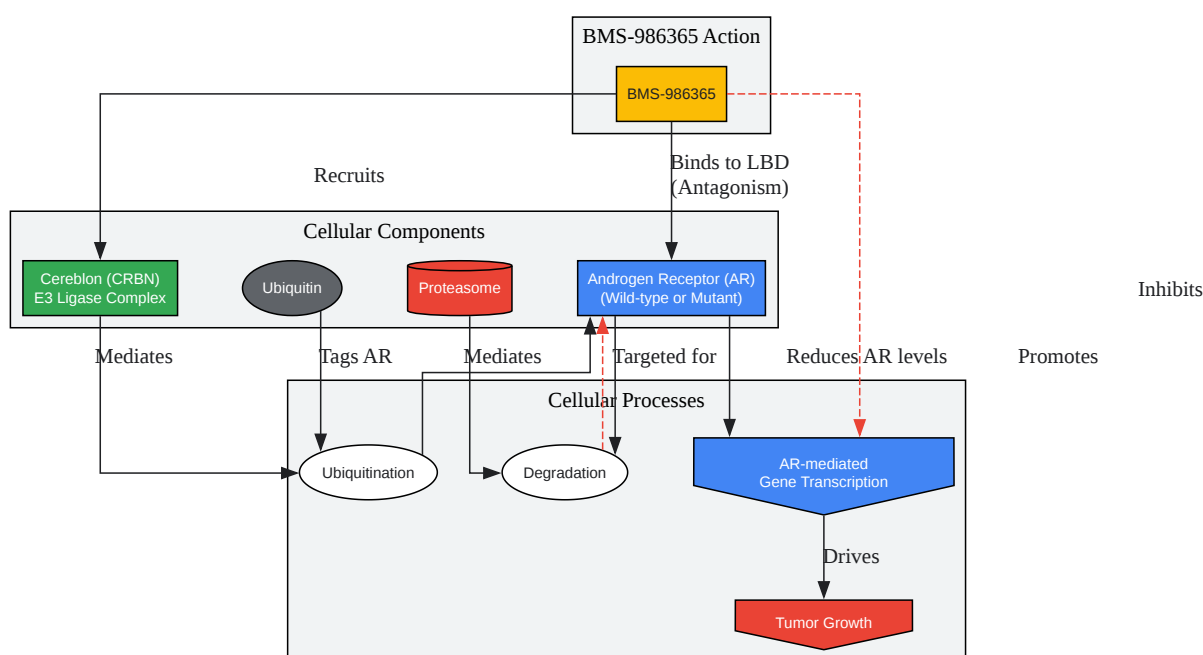 BMS-986365 Action
BMS-986365
Recruits
Binds to LBD
(Antagonism)
Cellular Components
Cereblon (CRBN)
E3 Ligase Complex
Ubiquitin
Proteasome
Androgen Receptor (AR)
(Wild-type or Mutant)
Inhibits
Mediates
Tags AR
Mediates
Targeted for
Reduces AR levels
Promotes
Cellular Processes
Ubiquitination
Degradation
AR-mediated
Gene Transcription
Drives
Tumor Growth